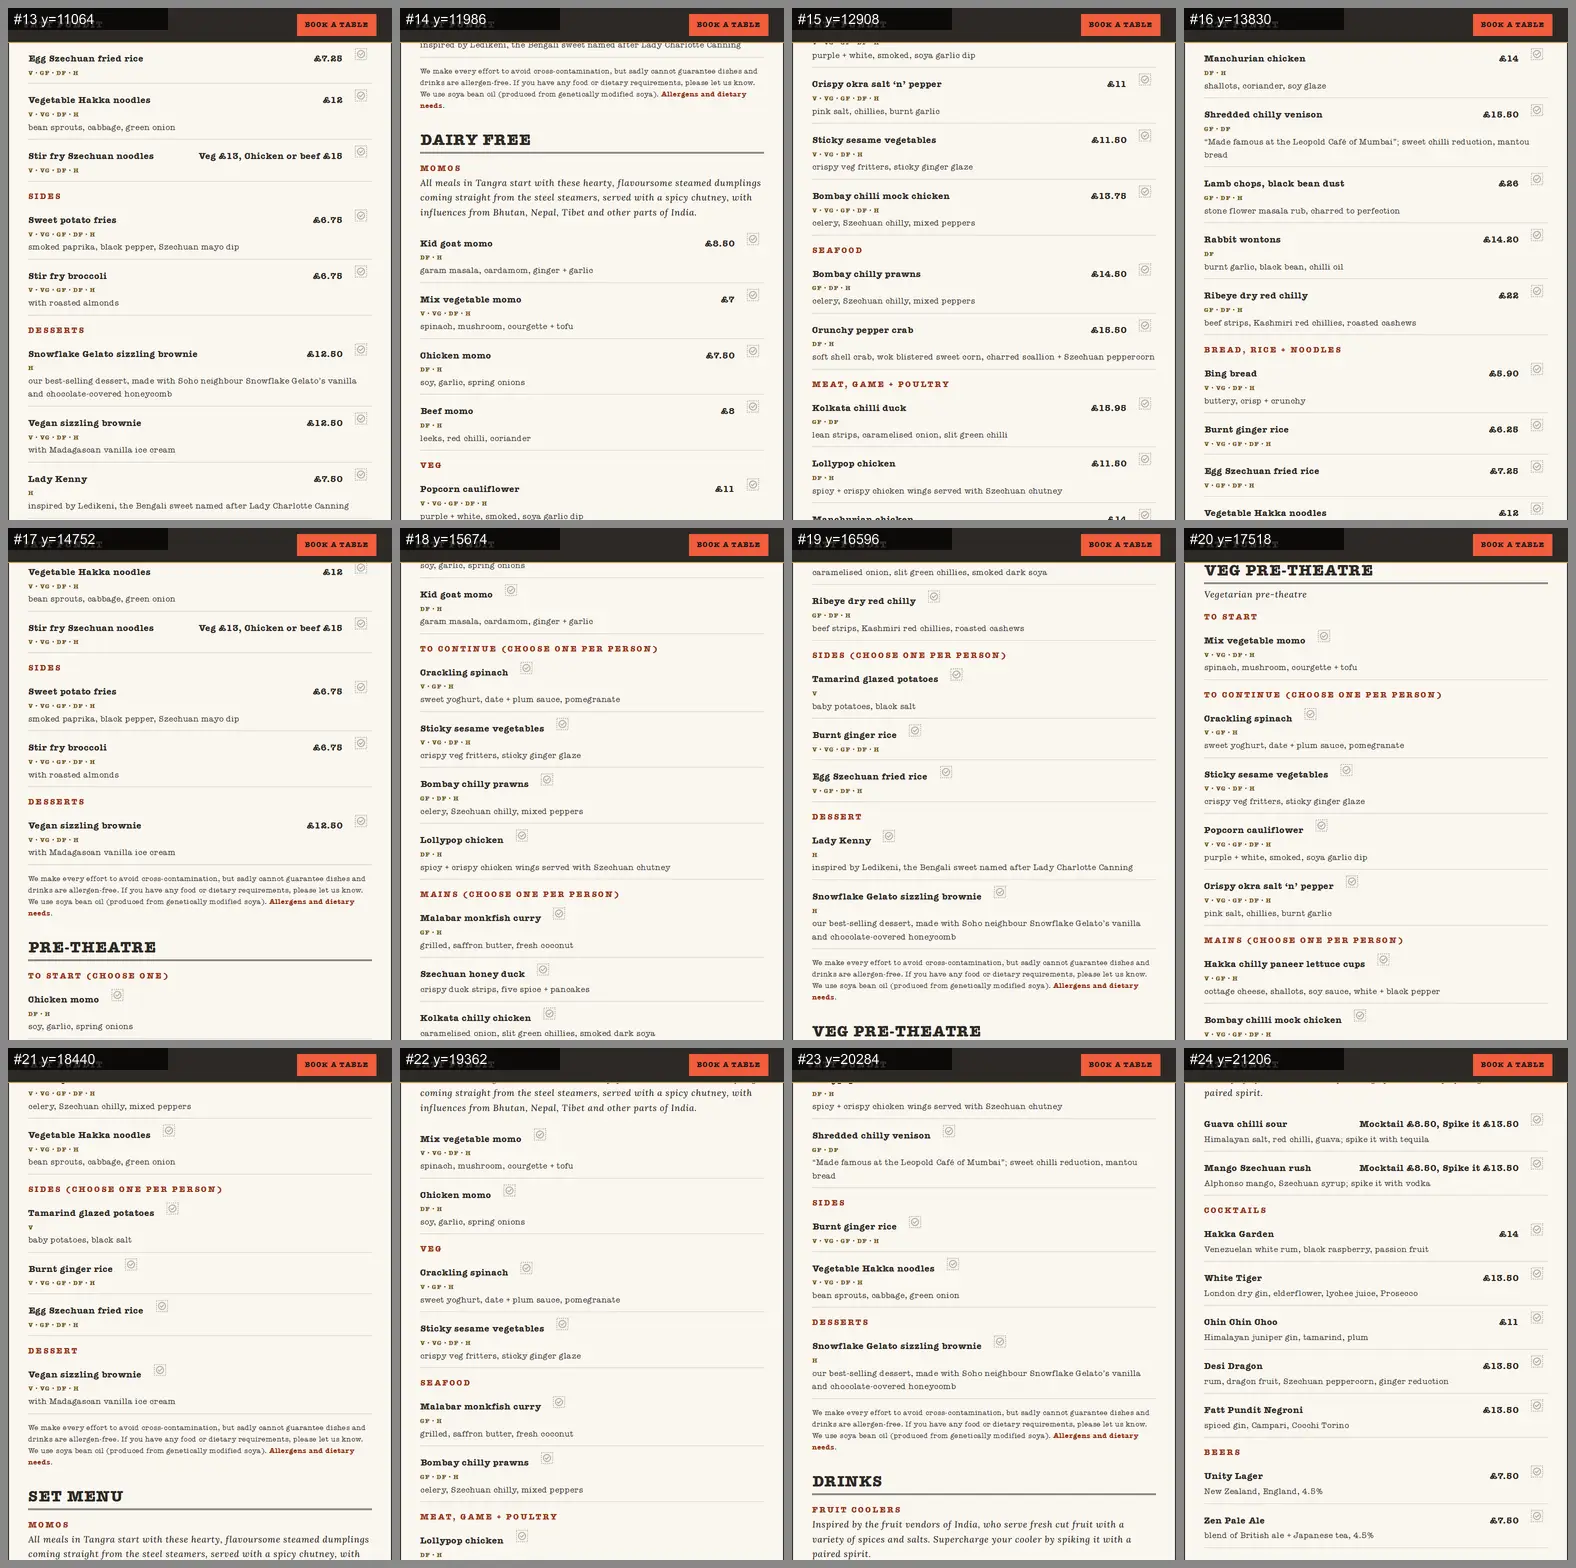 #13 y=11064
BOOK A TABLE
Egg Szechuan fried rice £7.25
V · GF · DF · H
Vegetable Hakka noodles £12
V · VG · DF · H
bean sprouts, cabbage, green onion
Stir fry Szechuan noodles Veg £13, Chicken or beef £15
V · VG · DF · H
SIDES
Sweet potato fries £6.75
V · VG · GF · DF · H
smoked paprika, black pepper, Szechuan mayo dip
Stir fry broccoli £6.75
V · VG · GF · DF · H
with roasted almonds
DESSERTS
Snowflake Gelato sizzling brownie £12.50
H
our best-selling dessert, made with Soho neighbour Snowflake Gelato's vanilla
and chocolate-covered honeycomb
Vegan sizzling brownie £12.50
V · VG · DF · H
with Madagascan vanilla ice cream
Lady Kenny £7.50
H
inspired by Ledikeni, the Bengali sweet named after Lady Charlotte Canning
#14 y=11986
BOOK A TABLE
inspired by Ledikeni, the Bengali sweet named after Lady Charlotte Canning
We make every effort to avoid cross-contamination, but sadly cannot guarantee dishes and
drinks are allergen-free. If you have any food or dietary requirements, please let us know.
We use soya bean oil (produced from genetically modified soya). Allergens and dietary
needs.
DAIRY FREE
MOMOS
All meals in Tangra start with these hearty, flavoursome steamed dumplings
coming straight from the steel steamers, served with a spicy chutney, with
influences from Bhutan, Nepal, Tibet and other parts of India.
Kid goat momo £8.50
DF · H
garam masala, cardamom, ginger + garlic
Mix vegetable momo £7
V · VG · DF · H
spinach, mushroom, courgette + tofu
Chicken momo £7.50
DF · H
soy, garlic, spring onions
Beef momo £8
DF · H
leeks, red chilli, coriander
VEG
Popcorn cauliflower £11
V · VG · GF · DF · H
purple + white, smoked, soya garlic dip
#15 y=12908
BOOK A TABLE
V · VG · GF · DF · H
purple + white, smoked, soya garlic dip
Crispy okra salt ‘n’ pepper £11
V · VG · GF · DF · H
pink salt, chillies, burnt garlic
Sticky sesame vegetables £11.50
V · VG · DF · H
crispy veg fritters, sticky ginger glaze
Bombay chilli mock chicken £13.75
V · VG · GF · DF · H
celery, Szechuan chilly, mixed peppers
SEAFOOD
Bombay chilly prawns £14.50
GF · DF · H
celery, Szechuan chilly, mixed peppers
Crunchy pepper crab £15.50
DF · H
soft shell crab, wok blistered sweet corn, charred scallion + Szechuan peppercorn
MEAT, GAME + POULTRY
Kolkata chilli duck £15.95
GF · DF
lean strips, caramelised onion, slit green chilli
Lollypop chicken £11.50
DF · H
spicy + crispy chicken wings served with Szechuan chutney
Manchurian chicken £14
#16 y=13830
BOOK A TABLE
Manchurian chicken £14
DF · H
shallots, coriander, soy glaze
Shredded chilly venison £15.50
GF · DF
"Made famous at the Leopold Café of Mumbai"; sweet chilli reduction, mantou
bread
Lamb chops, black bean dust £26
GF · DF · H
stone flower masala rub, charred to perfection
Rabbit wontons £14.20
DF
burnt garlic, black bean, chilli oil
Ribeye dry red chilly £22
GF · DF · H
beef strips, Kashmiri red chillies, roasted cashews
BREAD, RICE + NOODLES
Bing bread £5.90
V · VG · DF · H
buttery, crisp + crunchy
Burnt ginger rice £6.25
V · VG · GF · DF · H
Egg Szechuan fried rice £7.25
V · GF · DF · H
Vegetable Hakka noodles £12
#17 y=14752
BOOK A TABLE
Vegetable Hakka noodles £12
V · VG · DF · H
bean sprouts, cabbage, green onion
Stir fry Szechuan noodles Veg £13, Chicken or beef £15
V · VG · DF · H
SIDES
Sweet potato fries £6.75
V · VG · GF · DF · H
smoked paprika, black pepper, Szechuan mayo dip
Stir fry broccoli £6.75
V · VG · GF · DF · H
with roasted almonds
DESSERTS
Vegan sizzling brownie £12.50
V · VG · DF · H
with Madagascan vanilla ice cream
We make every effort to avoid cross-contamination, but sadly cannot guarantee dishes and
drinks are allergen-free. If you have any food or dietary requirements, please let us know.
We use soya bean oil (produced from genetically modified soya). Allergens and dietary
needs.
PRE-THEATRE
TO START (CHOOSE ONE)
Chicken momo
DF · H
soy, garlic, spring onions
#18 y=15674
BOOK A TABLE
soy, garlic, spring onions
Kid goat momo
DF · H
garam masala, cardamom, ginger + garlic
TO CONTINUE (CHOOSE ONE PER PERSON)
Crackling spinach
V · GF · H
sweet yoghurt, date + plum sauce, pomegranate
Sticky sesame vegetables
V · VG · DF · H
crispy veg fritters, sticky ginger glaze
Bombay chilly prawns
GF · DF · H
celery, Szechuan chilly, mixed peppers
Lollypop chicken
DF · H
spicy + crispy chicken wings served with Szechuan chutney
MAINS (CHOOSE ONE PER PERSON)
Malabar monkfish curry
GF · H
grilled, saffron butter, fresh coconut
Szechuan honey duck
crispy duck strips, five spice + pancakes
Kolkata chilly chicken
caramelised onion, slit green chillies, smoked dark soya
#19 y=16596
BOOK A TABLE
caramelised onion, slit green chillies, smoked dark soya
Ribeye dry red chilly
GF · DF · H
beef strips, Kashmiri red chillies, roasted cashews
SIDES (CHOOSE ONE PER PERSON)
Tamarind glazed potatoes
V
baby potatoes, black salt
Burnt ginger rice
V · VG · GF · DF · H
Egg Szechuan fried rice
V · GF · DF · H
DESSERT
Lady Kenny
H
inspired by Ledikeni, the Bengali sweet named after Lady Charlotte Canning
Snowflake Gelato sizzling brownie
H
our best-selling dessert, made with Soho neighbour Snowflake Gelato's vanilla
and chocolate-covered honeycomb
We make every effort to avoid cross-contamination, but sadly cannot guarantee dishes and
drinks are allergen-free. If you have any food or dietary requirements, please let us know.
We use soya bean oil (produced from genetically modified soya). Allergens and dietary
needs.
VEG PRE-THEATRE
#20 y=17518
BOOK A TABLE
VEG PRE-THEATRE
Vegetarian pre-theatre
TO START
Mix vegetable momo
V · VG · DF · H
spinach, mushroom, courgette + tofu
TO CONTINUE (CHOOSE ONE PER PERSON)
Crackling spinach
V · GF · H
sweet yoghurt, date + plum sauce, pomegranate
Sticky sesame vegetables
V · VG · DF · H
crispy veg fritters, sticky ginger glaze
Popcorn cauliflower
V · VG · GF · DF · H
purple + white, smoked, soya garlic dip
Crispy okra salt ‘n’ pepper
V · VG · GF · DF · H
pink salt, chillies, burnt garlic
MAINS (CHOOSE ONE PER PERSON)
Hakka chilly paneer lettuce cups
V · GF · H
cottage cheese, shallots, soy sauce, white + black pepper
Bombay chilli mock chicken
V · VG · GF · DF · H
#21 y=18440
BOOK A TABLE
V · VG · GF · DF · H
celery, Szechuan chilly, mixed peppers
Vegetable Hakka noodles
V · VG · DF · H
bean sprouts, cabbage, green onion
SIDES (CHOOSE ONE PER PERSON)
Tamarind glazed potatoes
V
baby potatoes, black salt
Burnt ginger rice
V · VG · GF · DF · H
Egg Szechuan fried rice
V · GF · DF · H
DESSERT
Vegan sizzling brownie
V · VG · DF · H
with Madagascan vanilla ice cream
We make every effort to avoid cross-contamination, but sadly cannot guarantee dishes and
drinks are allergen-free. If you have any food or dietary requirements, please let us know.
We use soya bean oil (produced from genetically modified soya). Allergens and dietary
needs.
SET MENU
MOMOS
All meals in Tangra start with these hearty, flavoursome steamed dumplings
coming straight from the steel steamers, served with a spicy chutney, with
#22 y=19362
BOOK A TABLE
coming straight from the steel steamers, served with a spicy chutney, with
influences from Bhutan, Nepal, Tibet and other parts of India.
Mix vegetable momo
V · VG · DF · H
spinach, mushroom, courgette + tofu
Chicken momo
DF · H
soy, garlic, spring onions
VEG
Crackling spinach
V · GF · H
sweet yoghurt, date + plum sauce, pomegranate
Sticky sesame vegetables
V · VG · DF · H
crispy veg fritters, sticky ginger glaze
SEAFOOD
Malabar monkfish curry
GF · H
grilled, saffron butter, fresh coconut
Bombay chilly prawns
GF · DF · H
celery, Szechuan chilly, mixed peppers
MEAT, GAME + POULTRY
Lollypop chicken
DF · H
#23 y=20284
BOOK A TABLE
DF · H
spicy + crispy chicken wings served with Szechuan chutney
Shredded chilly venison
GF · DF
"Made famous at the Leopold Café of Mumbai"; sweet chilli reduction, mantou
bread
SIDES
Burnt ginger rice
V · VG · GF · DF · H
Vegetable Hakka noodles
V · VG · DF · H
bean sprouts, cabbage, green onion
DESSERTS
Snowflake Gelato sizzling brownie
H
our best-selling dessert, made with Soho neighbour Snowflake Gelato's vanilla
and chocolate-covered honeycomb
We make every effort to avoid cross-contamination, but sadly cannot guarantee dishes and
drinks are allergen-free. If you have any food or dietary requirements, please let us know.
We use soya bean oil (produced from genetically modified soya). Allergens and dietary
needs.
DRINKS
FRUIT COOLERS
Inspired by the fruit vendors of India, who serve fresh cut fruit with a
variety of spices and salts. Supercharge your cooler by spiking it with a
paired spirit.
#24 y=21206
BOOK A TABLE
paired spirit.
Guava chilli sour Mocktail £8.50, Spike it £13.50
Himalayan salt, red chilli, guava; spike it with tequila
Mango Szechuan rush Mocktail £8.50, Spike it £13.50
Alphonso mango, Szechuan syrup; spike it with vodka
COCKTAILS
Hakka Garden £14
Venezuelan white rum, black raspberry, passion fruit
White Tiger £13.50
London dry gin, elderflower, lychee juice, Prosecco
Chin Chin Choo £11
Himalayan juniper gin, tamarind, plum
Desi Dragon £13.50
rum, dragon fruit, Szechuan peppercorn, ginger reduction
Fatt Pundit Negroni £13.50
spiced gin, Campari, Cocchi Torino
BEERS
Unity Lager £7.50
New Zealand, England, 4.5%
Zen Pale Ale £7.50
blend of British ale + Japanese tea, 4.5%